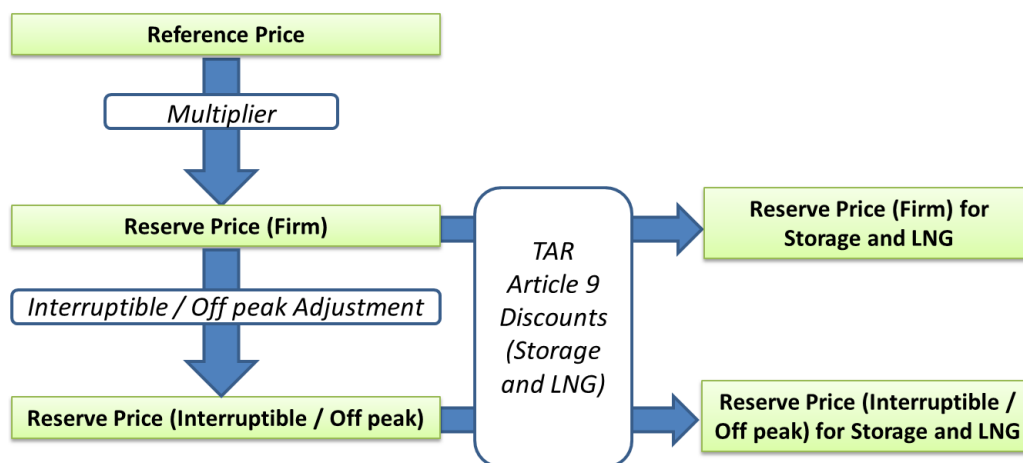 Reference Price
Multiplier
Reserve Price (Firm)
Interruptible / Off peak Adjustment
Reserve Price (Interruptible / Off peak)
TAR
Article 9
Discounts
(Storage
and LNG)
Reserve Price (Firm) for
Storage and LNG
Reserve Price (Interruptible /
Off peak) for Storage and LNG